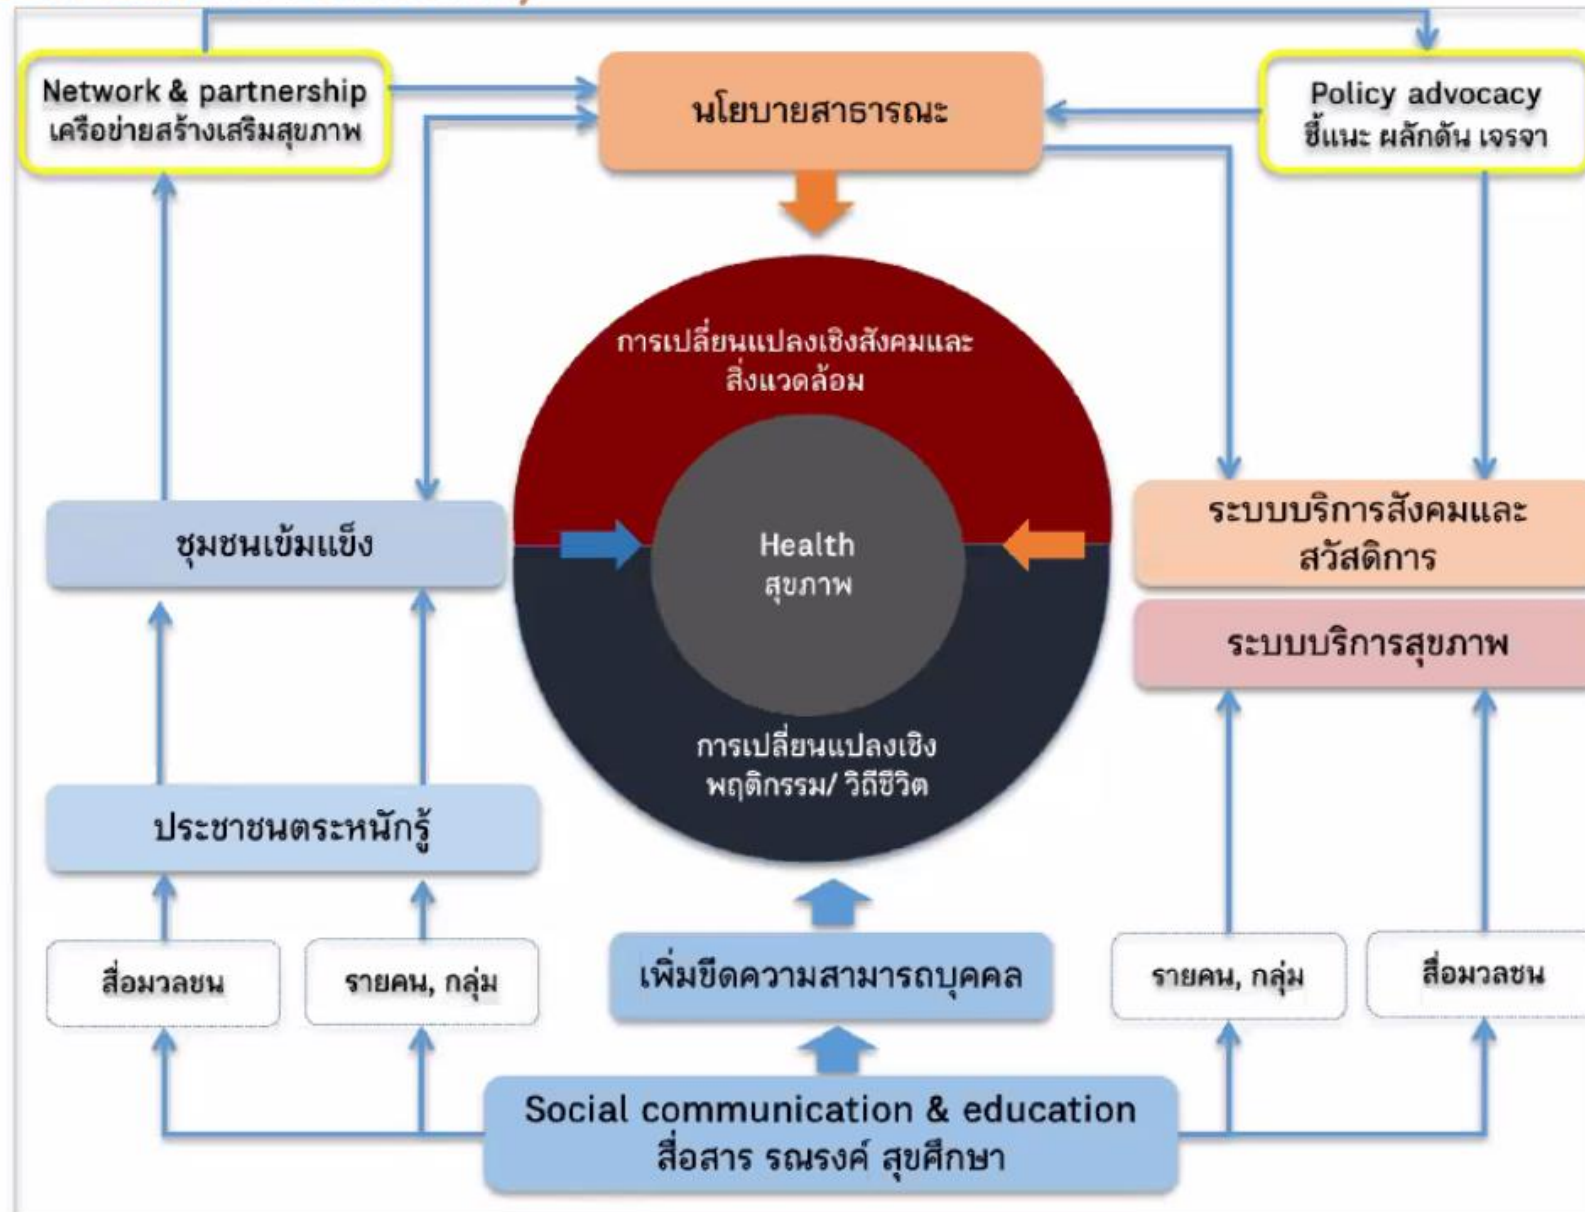 Network & partnership
เครือข่ายสร้างเสริมสุขภาพ
นโยบายสาธารณะ
Policy advocacy
ชี้แนะ ผลักดัน เจรจา
การเปลี่ยนแปลงเชิงสังคมและ
สิ่งแวดล้อม
ชุมชนเข้มแข็ง
Health
สุขภาพ
ระบบบริการสังคมและ
สวัสดิการ
ระบบบริการสุขภาพ
การเปลี่ยนแปลงเชิง
พฤติกรรม/ วิถีชีวิต
ประชาชนตระหนักรู้
สื่อมวลชน
รายคน, กลุ่ม
เพิ่มขีดความสามารถบุคคล
รายคน, กลุ่ม
สื่อมวลชน
Social communication & education
สื่อสาร รณรงค์ สุขศึกษา